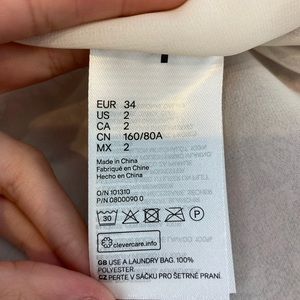 EUR 34
US 2
CA 2
CN 160/80A
MX 2
Made in China
Fabriqué en Chine
Hecho en China
O/N 101310
P/N 0800090 0
30
P
clevercare.info
GB USE A LAUNDRY BAG. 100%
POLYESTER
CZ PERTE V SÁČKU PRO ŠETRNÉ PRANÍ.